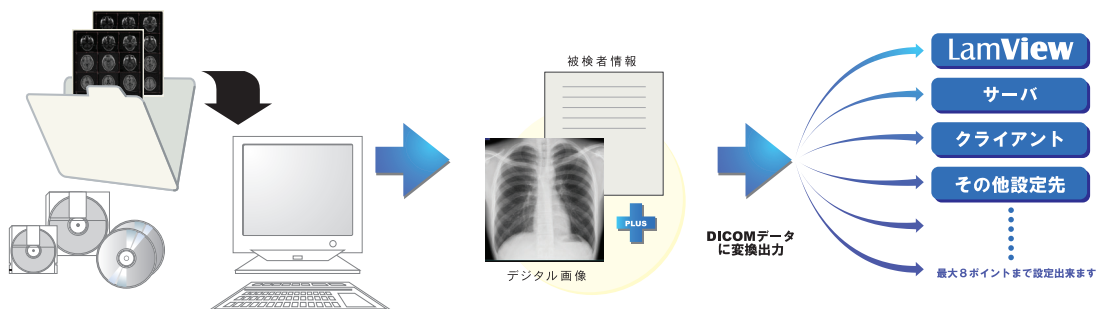 被検者情報
PLUS
デジタル画像
DICOMデータ
に変換出力
LamView
サーバ
クライアント
その他設定先
最大8ポイントまで設定出来ます